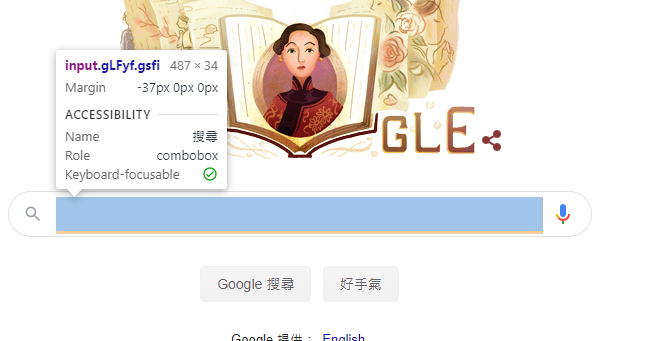 input.gLFyf.gsfi 487 × 34
Margin -37px 0px 0px
ACCESSIBILITY
Name 搜尋
Role combobox
Keyboard-focusable
GLE
Google 搜尋 好手氣
Google 提供： English